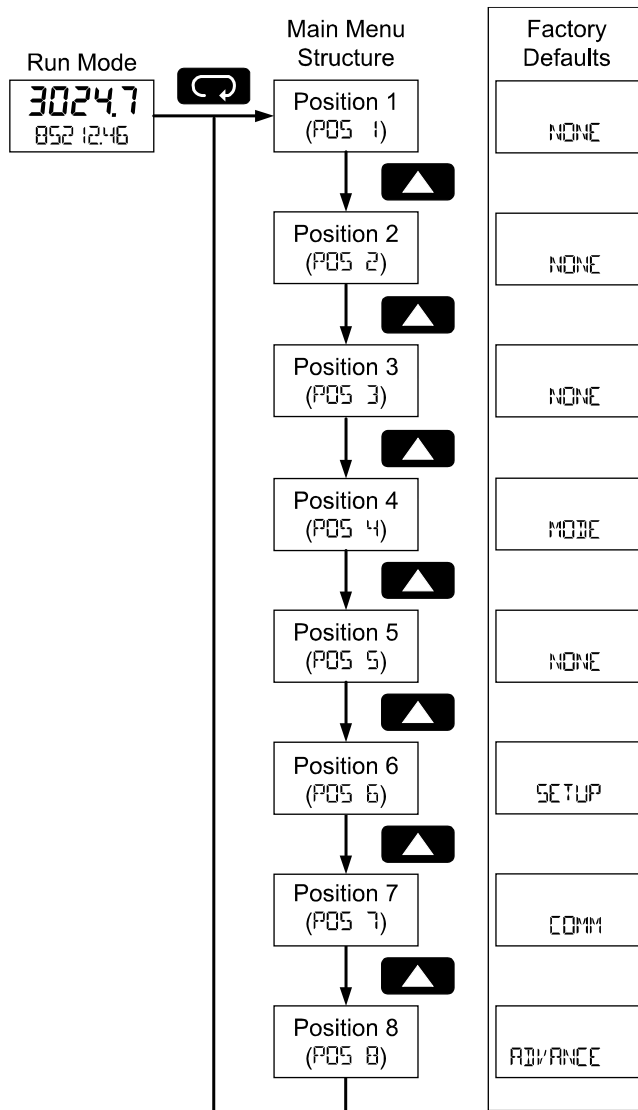 Main Menu
Structure
Factory
Defaults
Run Mode
3024.7
85212.46
Position 1
(POS 1)
NONE
Position 2
(POS 2)
NONE
Position 3
(POS 3)
NONE
Position 4
(POS 4)
MODE
Position 5
(POS 5)
NONE
Position 6
(POS 6)
SETUP
Position 7
(POS 7)
COMM
Position 8
(POS 8)
ADVANCE